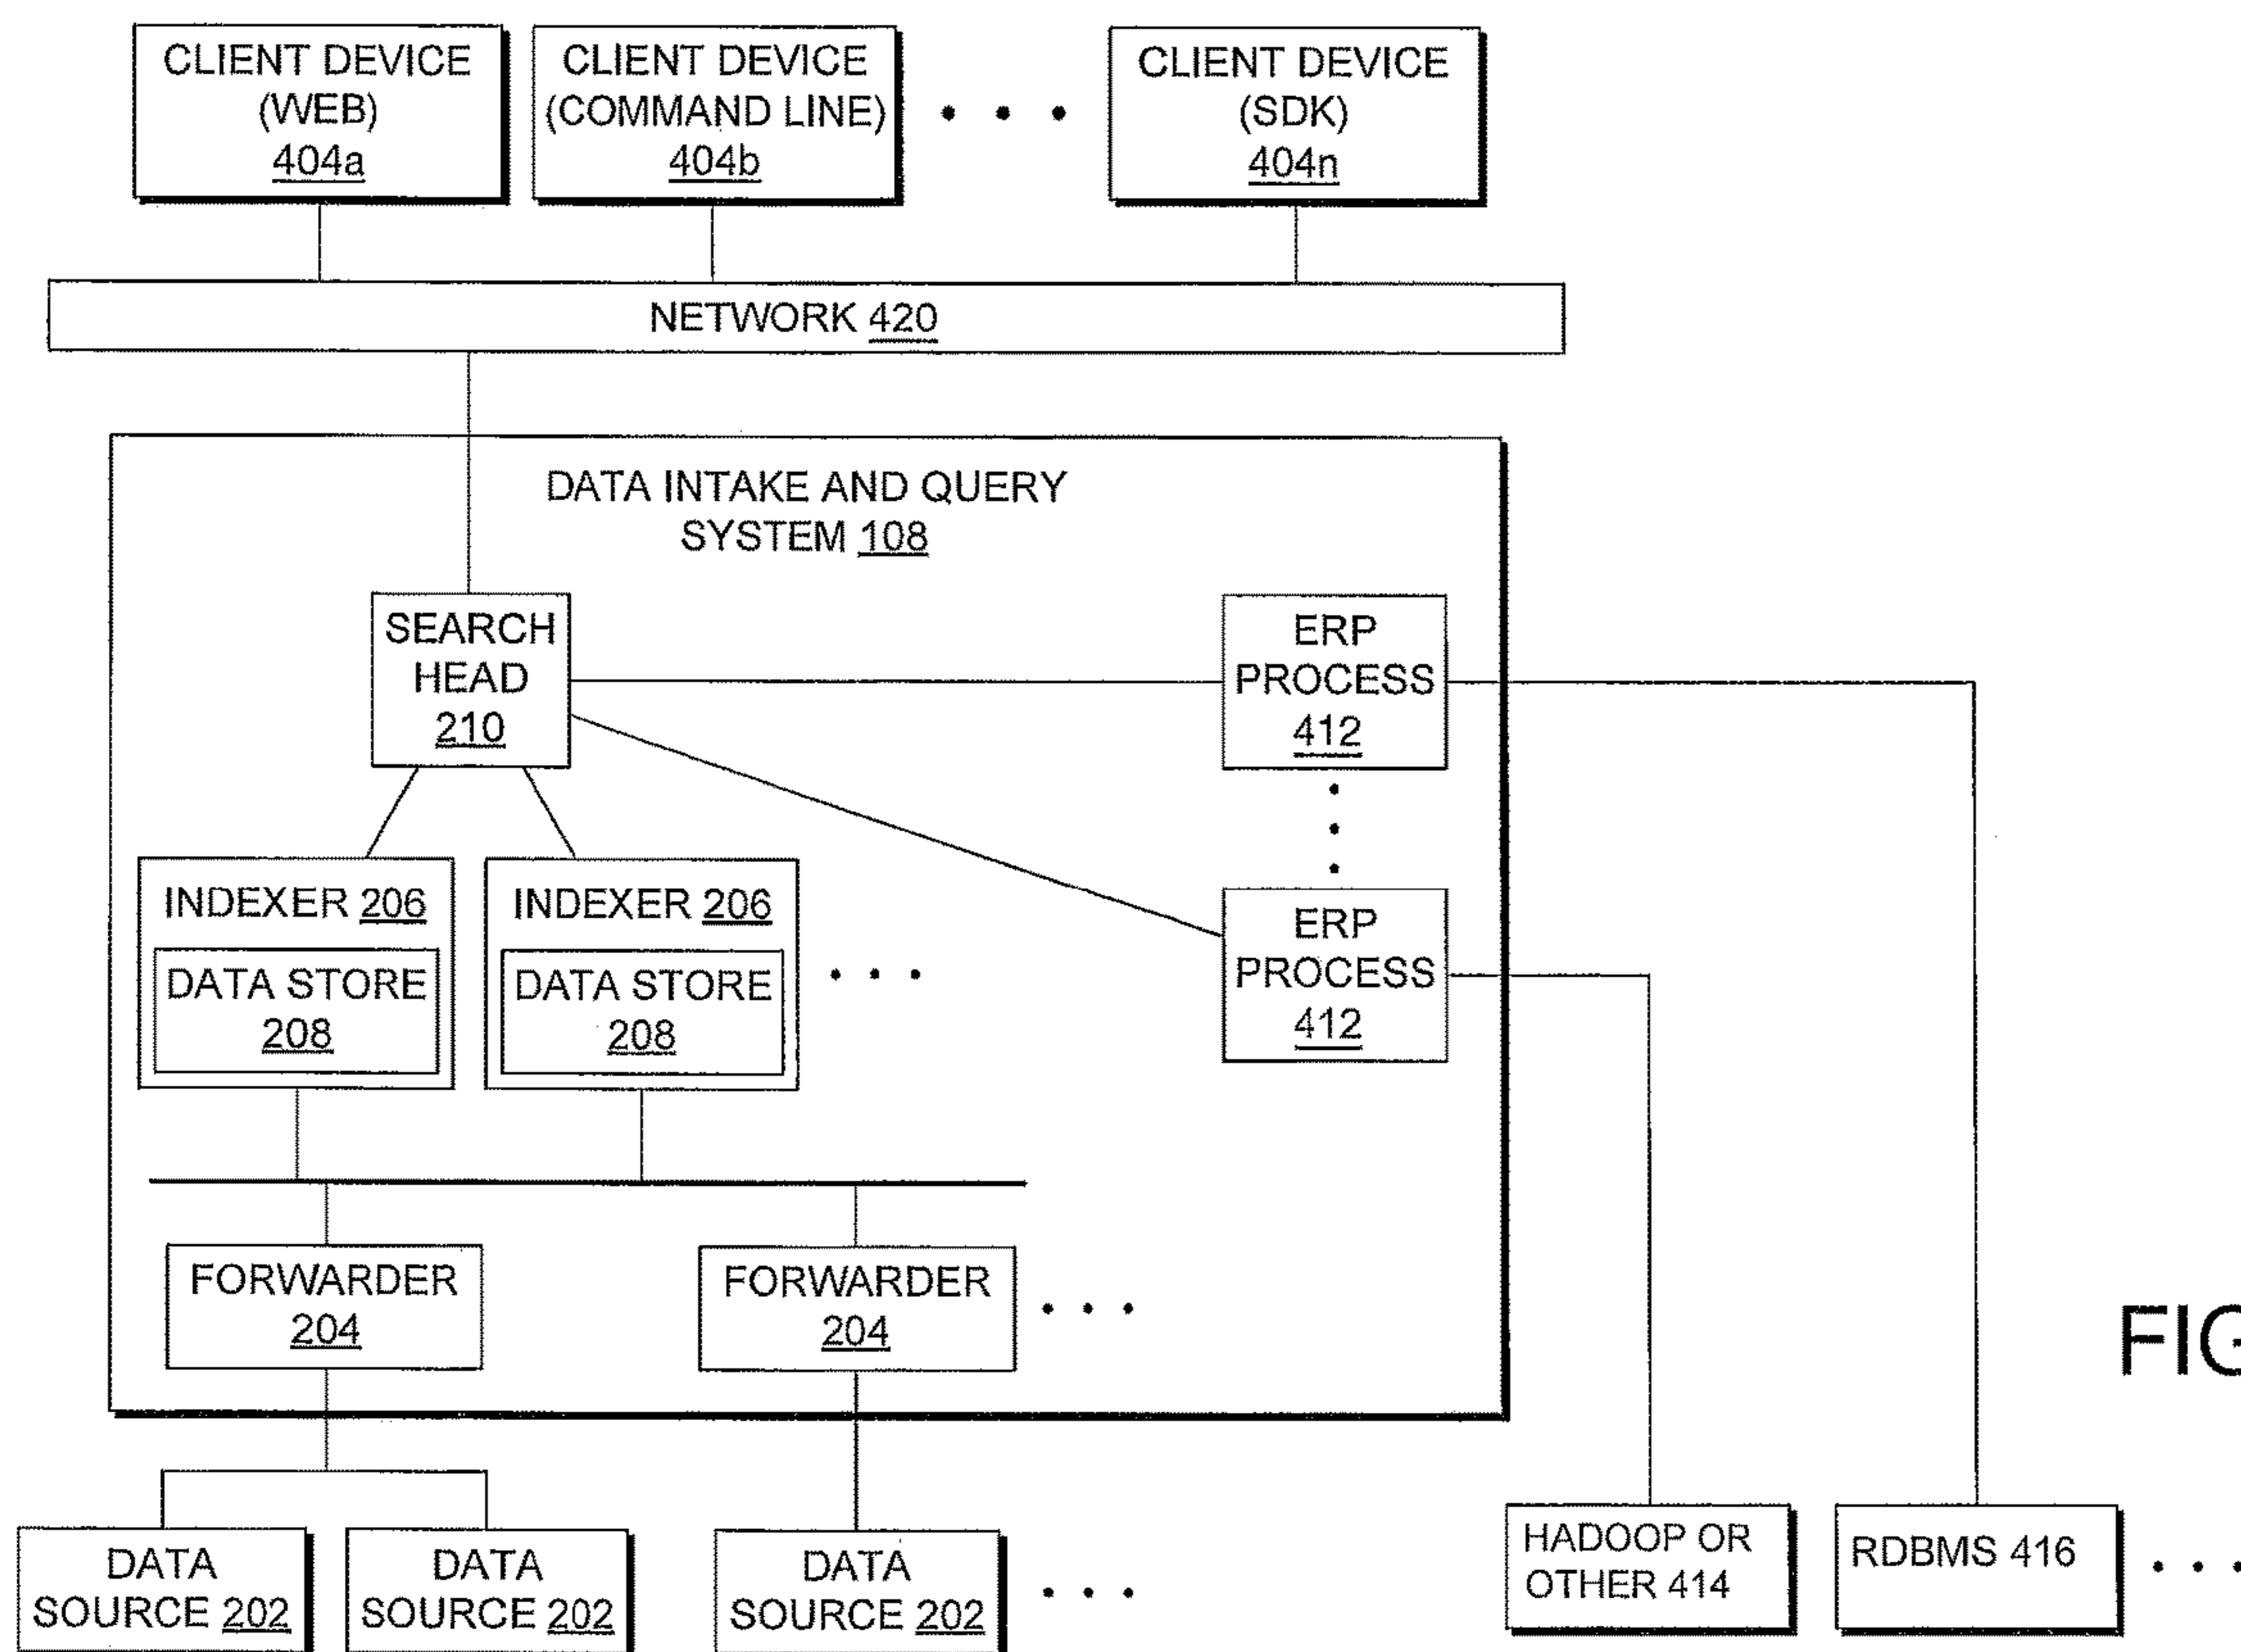 CLIENT DEVICE
(WEB)
404a
CLIENT DEVICE
(COMMAND LINE)
404b
CLIENT DEVICE
(SDK)
404n
NETWORK 420
DATA INTAKE AND QUERY
SYSTEM 108
SEARCH
HEAD
210
ERP
PROCESS
412
INDEXER 206
DATA STORE
208
INDEXER 206
DATA STORE
208
ERP
PROCESS
412
FORWARDER
204
FORWARDER
204
FIG
DATA
SOURCE 202
DATA
SOURCE 202
DATA
SOURCE 202
HADOOP OR
OTHER 414
RDBMS 416